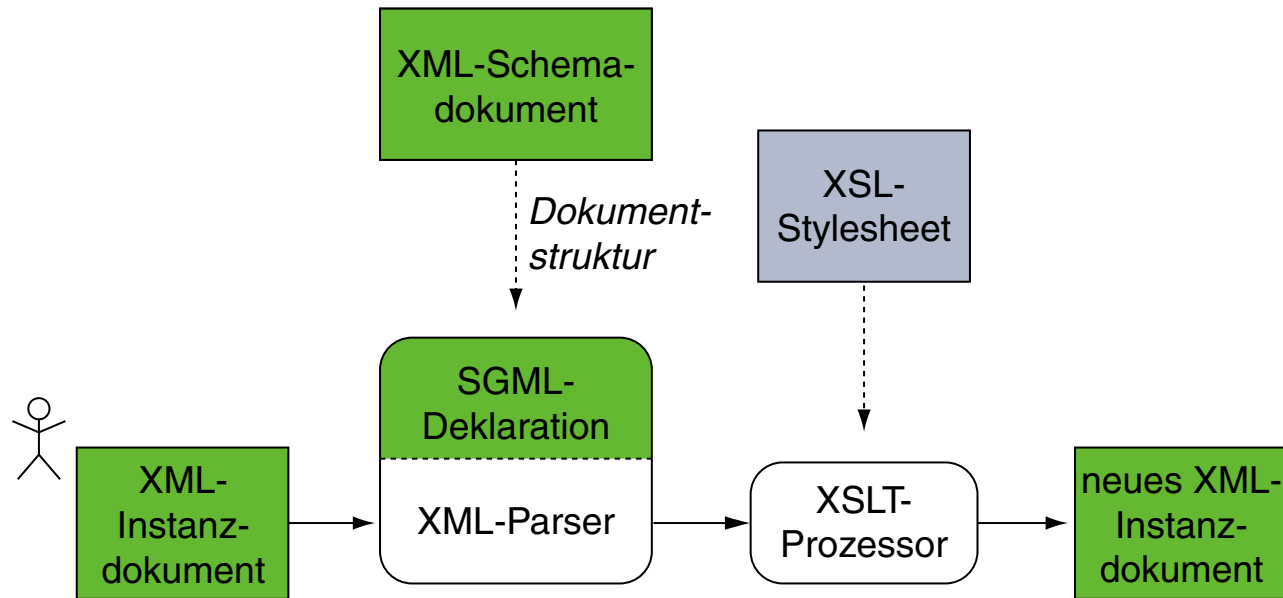 XML-Schema-
dokument
XSL-
Stylesheet
Dokument-
struktur
SGML-
Deklaration
XML-
Instanz-
dokument
XML-Parser
XSLT-
Prozessor
neues XML-
Instanz-
dokument